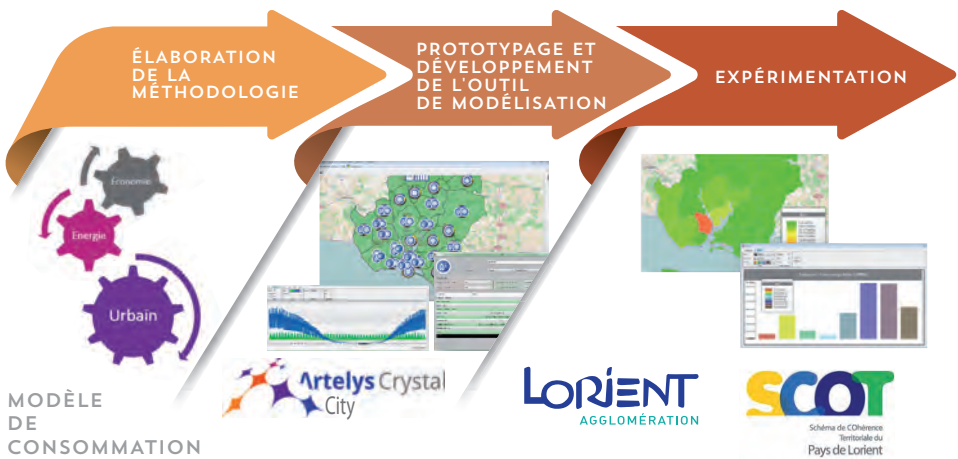 ÉLABORATION
DE LA
MÉTHODOLOGIE
PROTOTYPAGE ET
DÉVELOPPEMENT
DE L'OUTIL
DE MODÉLISATION
EXPÉRIMENTATION
Économie
Energie
Urbain
MODÈLE
DE
CONSOMMATION
Artelys Crystal
City
LORIENT
AGGLOMÉRATION
SCOT
Schéma de COhérence
Territoriale du
Pays de Lorient